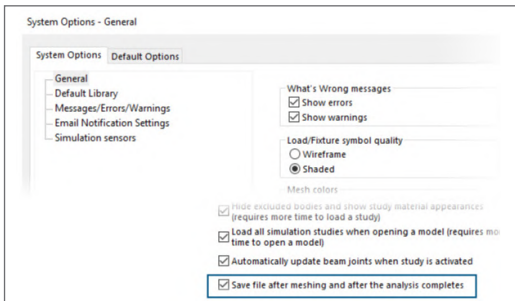 System Options - General
System Options
Default Options
General
Default Library
Messages/Errors/Warnings
Email Notification Settings
Simulation sensors
What's Wrong messages
Show errors
Show warnings
Load/Fixture symbol quality
Wireframe
Shaded
Mesh colors
Hide excluded bodies and show study material appearances
(requires more time to load a study)
Load all simulation studies when opening a model (requires
time to open a model)
Automatically update beam joints when study is activated
Save file after meshing and after the analysis completes